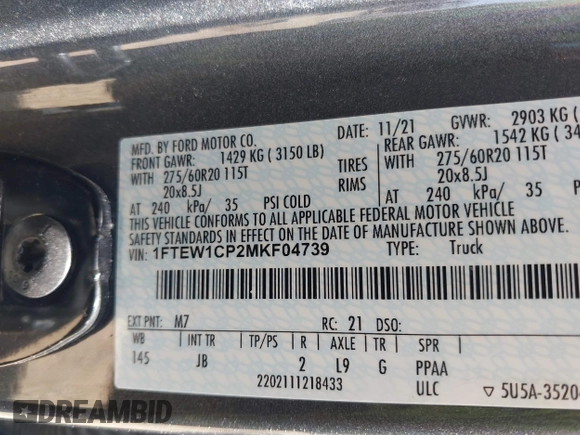 MFD. BY FORD MOTOR CO.
DATE: 11/21 GVWR: 2903 KG (
FRONT GAWR: 1429 KG ( 3150 LB)
REAR GAWR: 1542 KG ( 34
WITH 275/60R20 115T TIRES WITH 275/60R20 115T
20x8.5J RIMS 20x8.5J
AT 240 kPa/ 35 PSI COLD AT 240 kPa/ 35
THIS VEHICLE CONFORMS TO ALL APPLICABLE FEDERAL MOTOR VEHICLE
SAFETY STANDARDS IN EFFECT ON THE DATE OF MANUFACTURE SHOWN ABOVE.
VIN: 1FTEW1CP2MKF04739 TYPE: Truck
EXT PNT: M7 RC: 21 DSO:
WB INT TR TP/PS R AXLE TR SPR
145 JB 2 L9 G PPAA
2202111218433 ULC ▽ 5U5A-3520
EPICVIN
EpicVIN.com